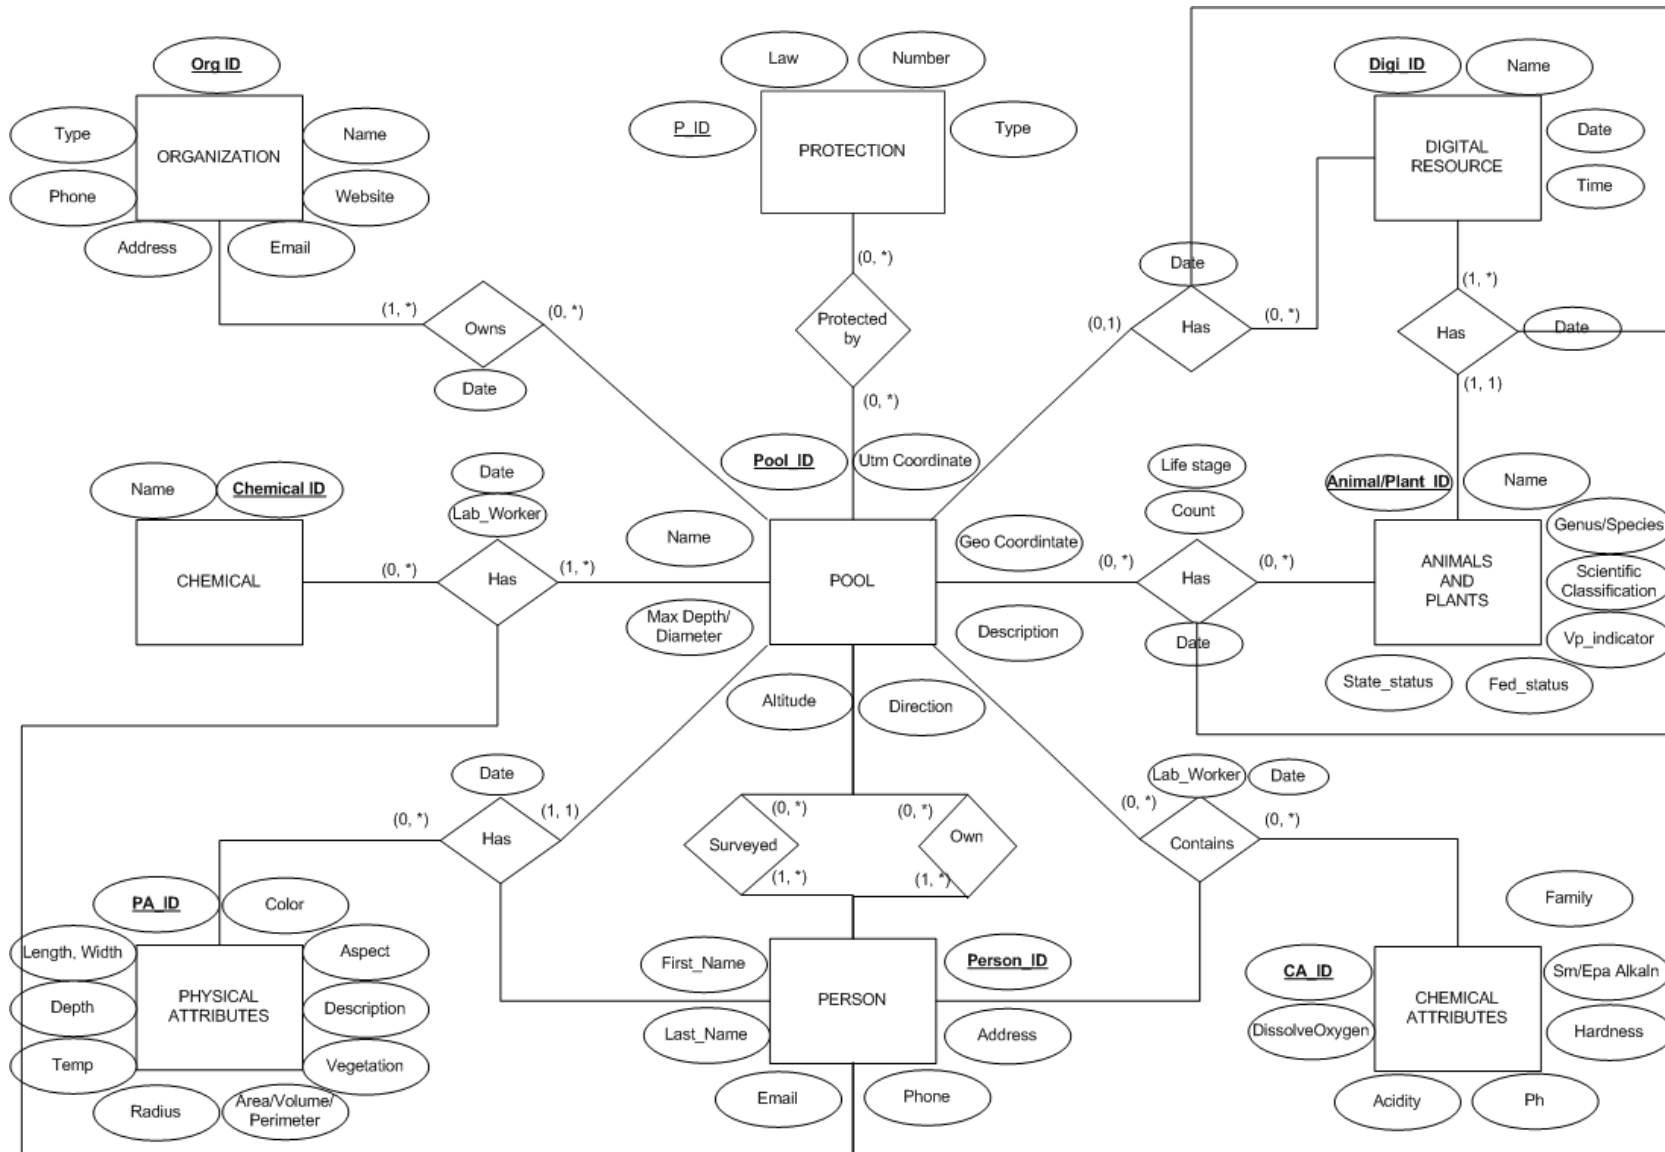 Org ID
Type
Name
ORGANIZATION
Phone
Website
Address
Email
Law
Number
P_ID
Type
PROTECTION
Digi_ID
Name
Date
DIGITAL
RESOURCE
Time
(1, *)
Owns
(0, *)
Date
(0, *)
Protected
by
(0, *)
Date
(0,1)
Has
(0, *)
(1, *)
Has
Date
(1, 1)
Name
Chemical ID
CHEMICAL
Date
Lab_Worker
(0, *)
Has
(1, *)
Pool_ID
Utm Coordinate
Name
Geo Coordintate
POOL
Max Depth/
Diameter
Description
Altitude
Direction
Life stage
Count
(0, *)
Has
(0, *)
Date
Animal/Plant_ID
Name
Genus/Species
ANIMALS
AND
PLANTS
Scientific
Classification
Vp_indicator
State_status
Fed_status
Date
(0, *)
Has
(1, 1)
(0, *)
(0, *)
Surveyed
Own
(1, *)
(1, *)
Lab_Worker
Date
(0, *)
Contains
(0, *)
PA_ID
Color
Length, Width
Aspect
PHYSICAL
ATTRIBUTES
Depth
Description
Temp
Vegetation
Radius
Area/Volume/
Perimeter
First_Name
Person_ID
PERSON
Last_Name
Address
Email
Phone
Family
CA_ID
Sm/Epa Alkaln
CHEMICAL
ATTRIBUTES
DissolveOxygen
Hardness
Acidity
Ph